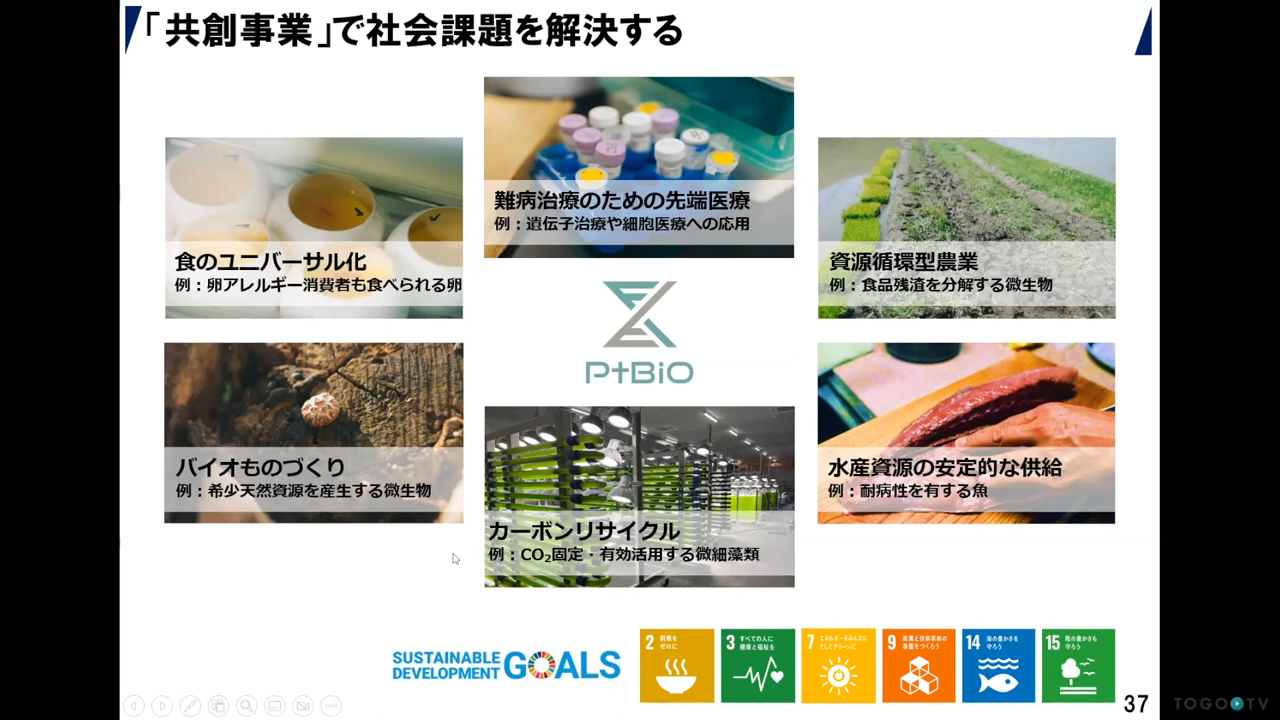 「共創事業」で社会課題を解決する
難病治療のための先端医療
例：遺伝子治療や細胞医療への応用
食のユニバーサル化
例：卵アレルギー消費者も食べられる卵
資源循環型農業
例：食品残渣を分解する微生物
PtBiO
バイオものづくり
例：希少天然資源を産生する微生物
水産資源の安定的な供給
例：耐病性を有する魚
カーボンリサイクル
例：CO₂固定・有効活用する微細藻類
SUSTAINABLE
DEVELOPMENT
GOALS
2 飢餓を
ゼロに
3 すべての人に
健康と福祉を
7 エネルギーをみんなに
そしてクリーンに
9 産業と技術革新の
基盤をつくろう
14 海の豊かさを
守ろう
15 陸の豊かさも
守ろう
37
TOGO TV